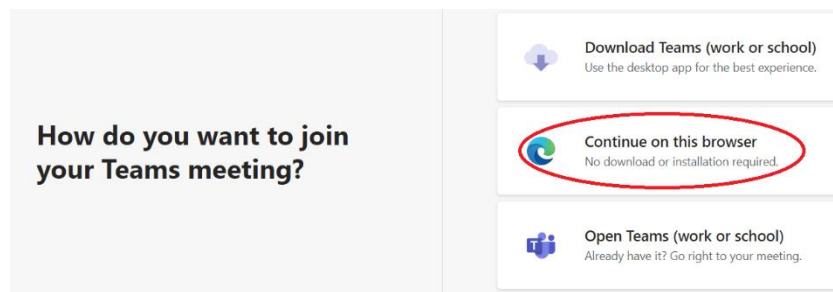 How do you want to join
your Teams meeting?
Download Teams (work or school)
Use the desktop app for the best experience.
Continue on this browser
No download or installation required.
Open Teams (work or school)
Already have it? Go right to your meeting.